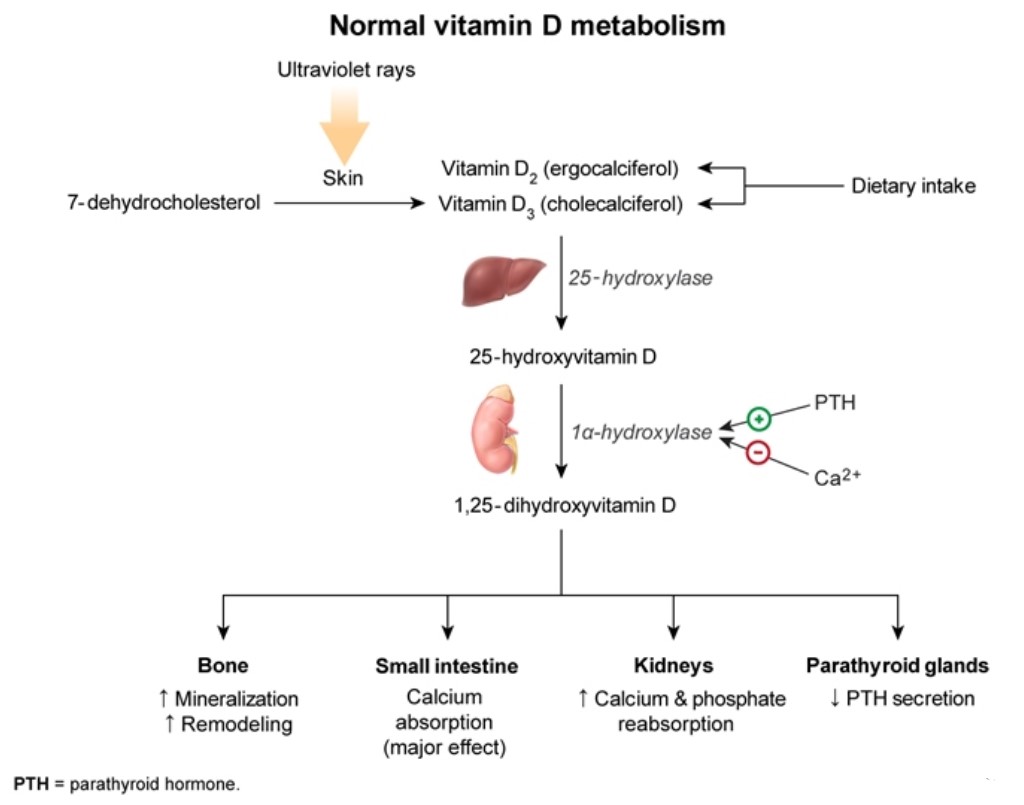 Normal vitamin D metabolism
Ultraviolet rays
Skin
7-dehydrocholesterol
Vitamin D2 (ergocalciferol)
Vitamin D3 (cholecalciferol)
Dietary intake
25-hydroxylase
25-hydroxyvitamin D
PTH
+
1α-hydroxylase
−
Ca2+
1,25-dihydroxyvitamin D
Bone
↑ Mineralization
↑ Remodeling
Small intestine
Calcium
absorption
(major effect)
Kidneys
↑ Calcium & phosphate
reabsorption
Parathyroid glands
↓ PTH secretion
PTH = parathyroid hormone.